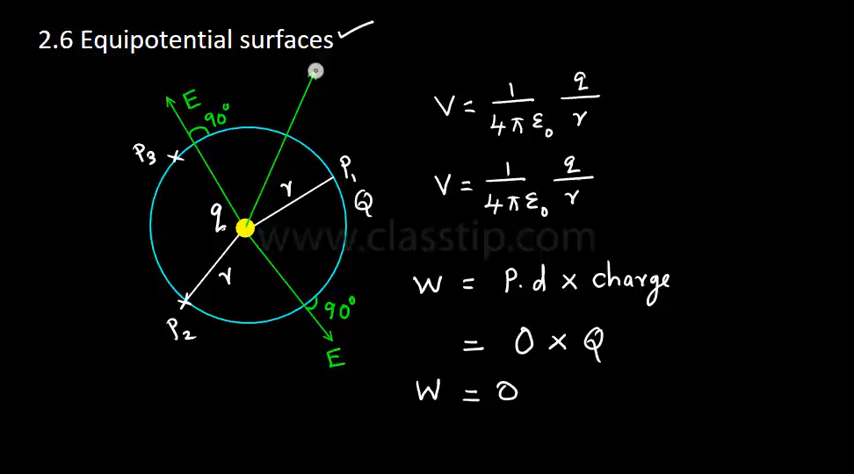 2.6 Equipotential surfaces
E
90°
P₃
P₁
r
Q
q
r
P₂
90°
E
V = 1/4πε₀ q/r
V = 1/4πε₀ q/r
www.classtip.com
W = P.d × charge
= 0 × Q
W = 0